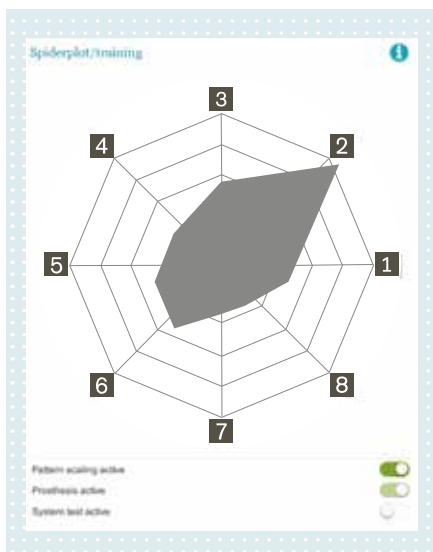 Spiderplot/training
i
3
4
2
5
1
6
8
7
Pattern scaling active
Prosthesis active
System test active